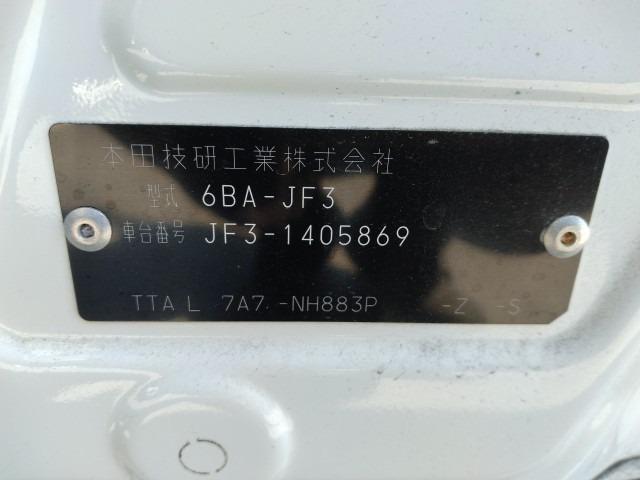 本田技研工業株式会社
型式 6BA-JF3
車台番号 JF3-1405869
TTA L 7A7 -NH883P -Z -S